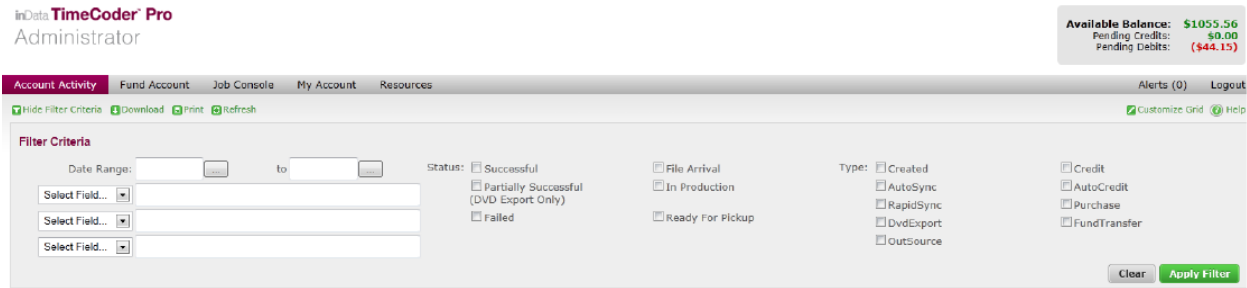 inData TimeCoder® Pro
Administrator
Available Balance: $1055.56
Pending Credits: $0.00
Pending Debits: ($44.15)
Account Activity Fund Account Job Console My Account Resources Alerts (0) Logout
Hide Filter Criteria Download Print Refresh Customize Grid Help
Filter Criteria
Date Range: ... to ... Status: Successful File Arrival Type: Created Credit
Select Field... Partially Successful In Production AutoSync AutoCredit
(DVD Export Only) RapidSync Purchase
Select Field... Failed Ready For Pickup DvdExport FundTransfer
Select Field... OutSource
Clear Apply Filter